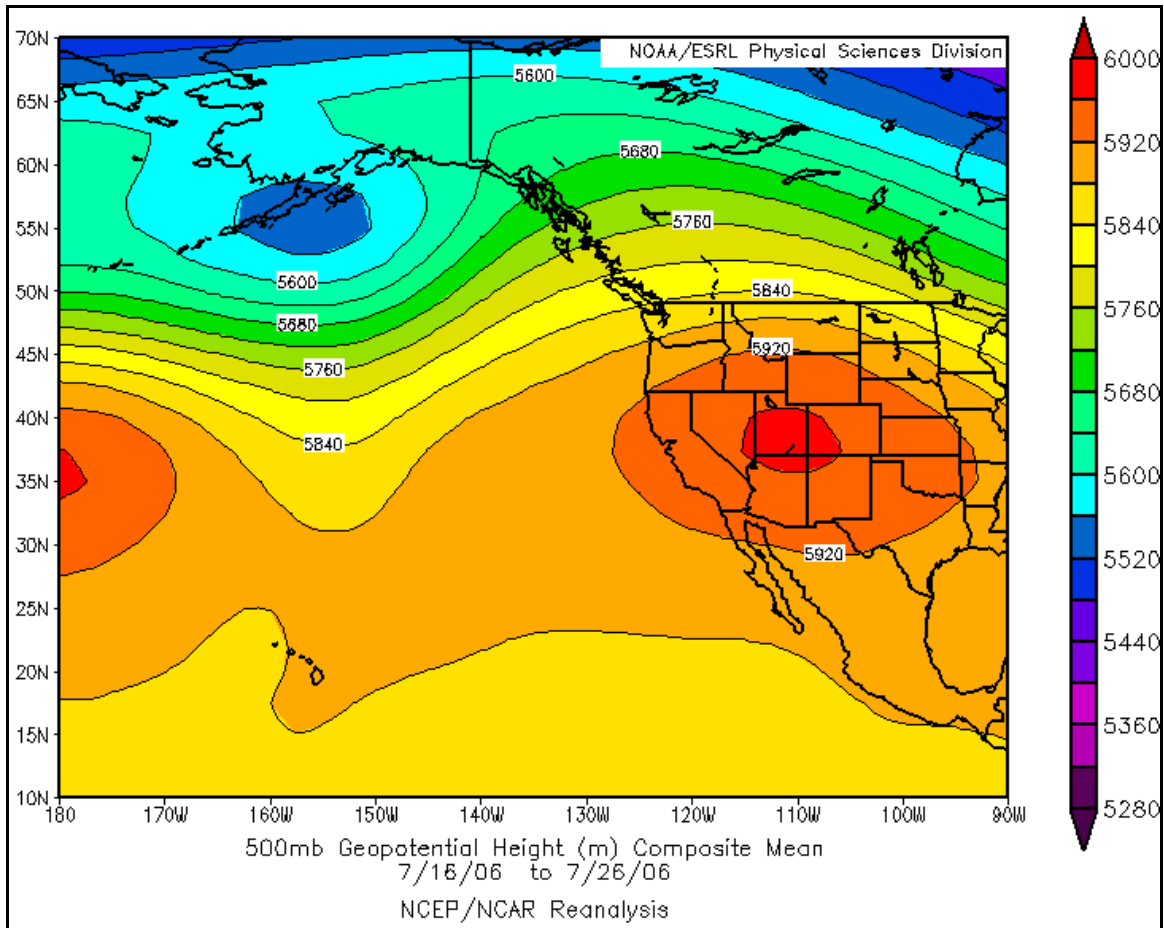 NOAA/ESRL Physical Sciences Division
70N
65N
60N
55N
50N
45N
40N
35N
30N
25N
20N
15N
10N
5600
5680
5760
5600
5840
5680
5920
5760
5840
5920
180
170W
160W
150W
140W
130W
120W
110W
100W
90W
6000
5920
5840
5760
5680
5600
5520
5440
5360
5280
500mb Geopotential Height (m) Composite Mean
7/16/06 to 7/26/06
NCEP/NCAR Reanalysis